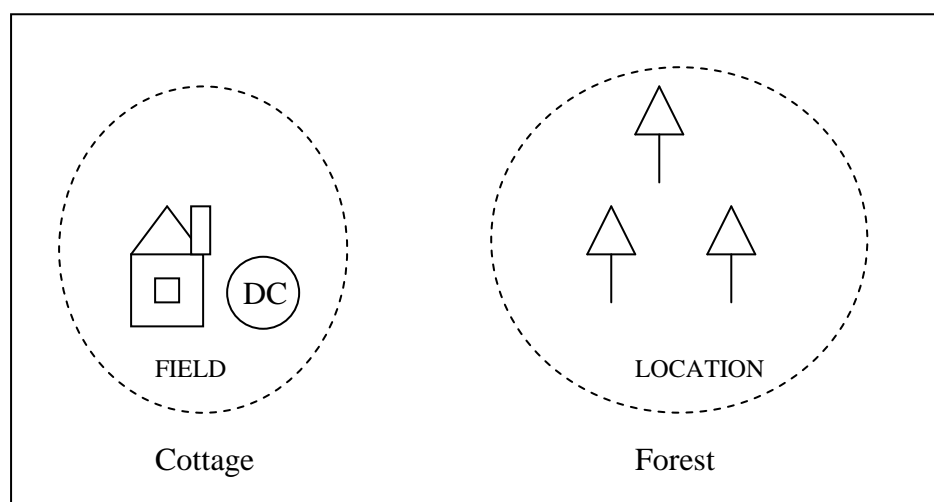 DC
FIELD
LOCATION
Cottage
Forest